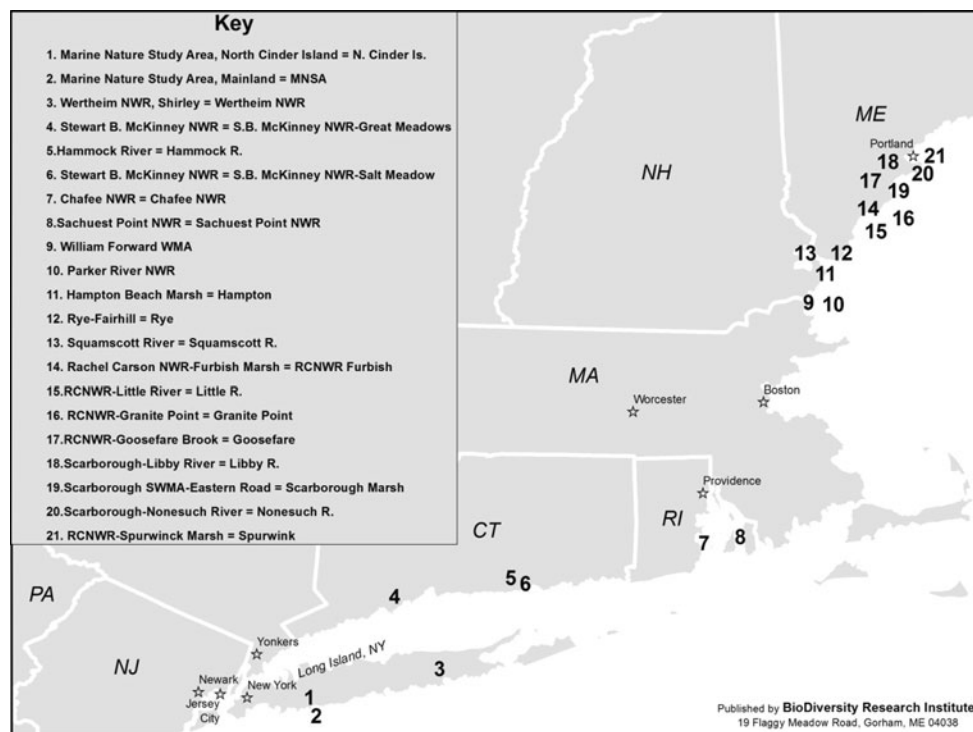 Key
1. Marine Nature Study Area, North Cinder Island = N. Cinder Is.
2. Marine Nature Study Area, Mainland = MNSA
3. Wertheim NWR, Shirley = Wertheim NWR
4. Stewart B. McKinney NWR = S.B. McKinney NWR-Great Meadows
5.Hammock River = Hammock R.
6. Stewart B. McKinney NWR = S.B. McKinney NWR-Salt Meadow
7. Chafee NWR = Chafee NWR
8.Sachuest Point NWR = Sachuest Point NWR
9. William Forward WMA
10. Parker River NWR
11. Hampton Beach Marsh = Hampton
12. Rye-Fairhill = Rye
13. Squamscott River = Squamscott R.
14. Rachel Carson NWR-Furbish Marsh = RCNWR Furbish
15.RCNWR-Little River = Little R.
16. RCNWR-Granite Point = Granite Point
17.RCNWR-Goosefare Brook = Goosefare
18.Scarborough-Libby River = Libby R.
19.Scarborough SWMA-Eastern Road = Scarborough Marsh
20.Scarborough-Nonesuch River = Nonesuch R.
21. RCNWR-Spurwinck Marsh = Spurwink
ME
Portland
21
18
20
17
19
NH
14
16
15
13
12
11
9
10
MA
Boston
Worcester
Providence
RI
CT
7
8
5
6
4
PA
Yonkers
Long Island, NY
NJ
3
Newark
New York
Jersey
City
1
2
Published by BioDiversity Research Institute
19 Flaggy Meadow Road, Gorham, ME 04038